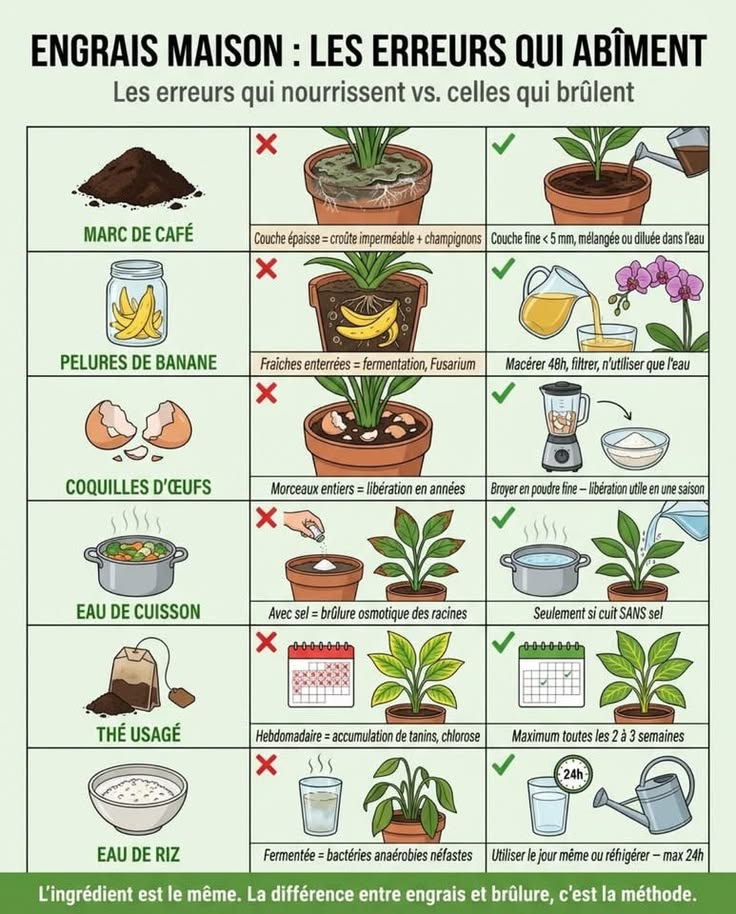 ENGRAIS MAISON : LES ERREURS QUI ABÎMENT
Les erreurs qui nourrissent vs. celles qui brûlent
MARC DE CAFÉ
Couche épaisse = croûte imperméable + champignons
Couche fine < 5 mm, mélangée ou diluée dans l'eau
PELURES DE BANANE
Fraîches enterrées = fermentation, Fusarium
Macérer 48h, filtrer, n'utiliser que l'eau
COQUILLES D'ŒUFS
Morceaux entiers = libération en années
Broyer en poudre fine – libération utile en une saison
EAU DE CUISSON
Avec sel = brûlure osmotique des racines
Seulement si cuit SANS sel
THÉ USAGÉ
Hebdomadaire = accumulation de tanins, chlorose
Maximum toutes les 2 à 3 semaines
24h
EAU DE RIZ
Fermentée = bactéries anaérobies néfastes
Utiliser le jour même ou réfrigérer – max 24h
L'ingrédient est le même. La différence entre engrais et brûlure, c'est la méthode.